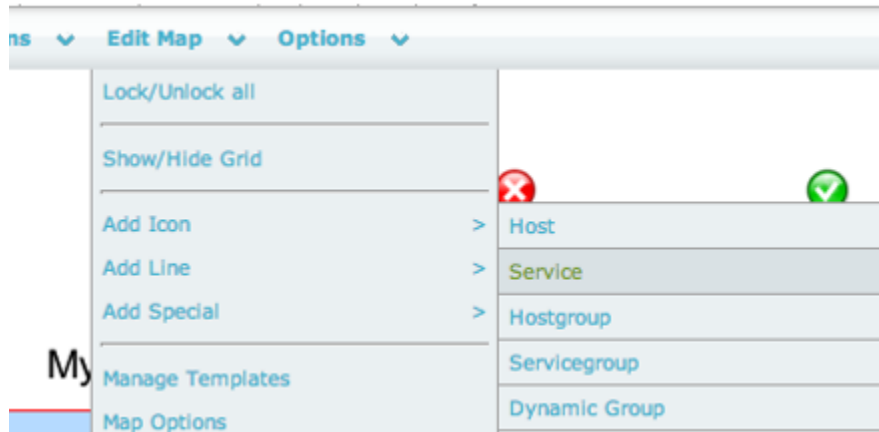 ns Edit Map Options
Lock/Unlock all
Show/Hide Grid
Add Icon >
Add Line >
Add Special >
Manage Templates
Map Options
Host
Service
Hostgroup
Servicegroup
Dynamic Group
My